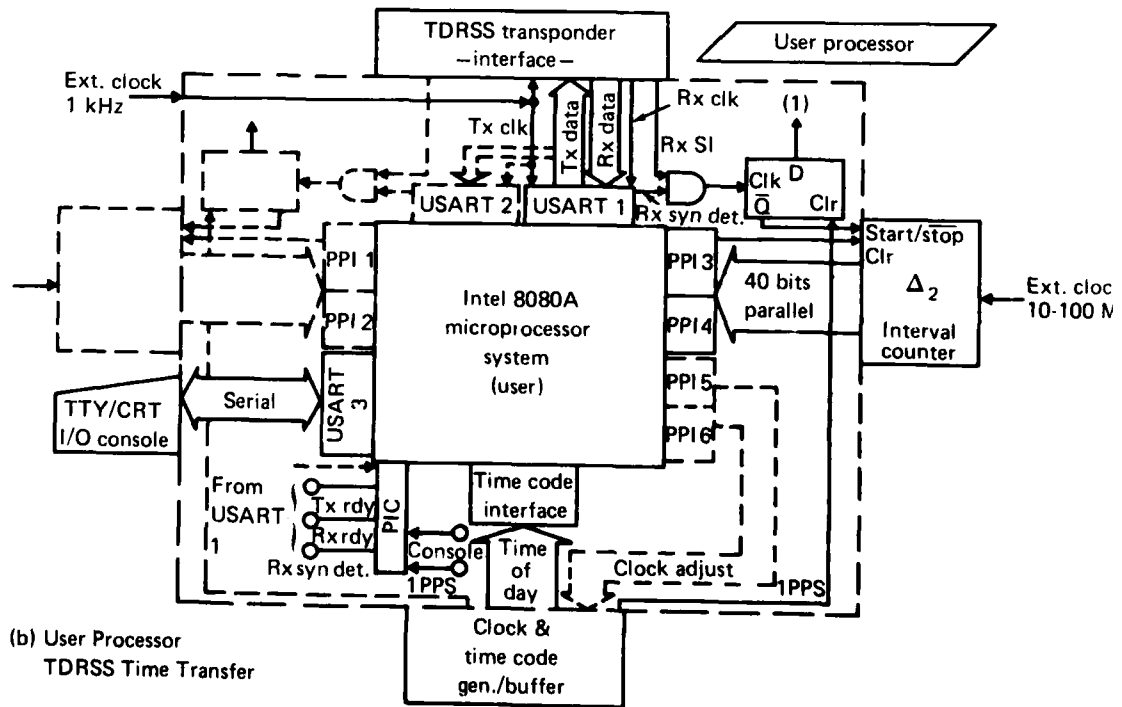 TDRSS transponder
—interface—
User processor
Ext. clock
1 kHz
Tx clk
Tx data
Rx data
Rx clk
Rx SI
(1)
Clk
D
Q
Clr
USART 2
USART 1
Rx syn det.
PPI 1
PPI 2
PPI 3
PPI 4
PPI 5
PPI 6
Intel 8080A
microprocessor
system
(user)
40 bits
parallel
Start/stop
Clr
Δ2
Interval
counter
Ext. cloc
10-100 M
TTY/CRT
I/O console
Serial
USART
3
From
USART
1
Tx rdy
Rx rdy
Rx syn det.
PIC
Console
1PPS
Time code
interface
Time
of
day
Clock adjust
1PPS
Clock &
time code
gen./buffer
(b) User Processor
TDRSS Time Transfer